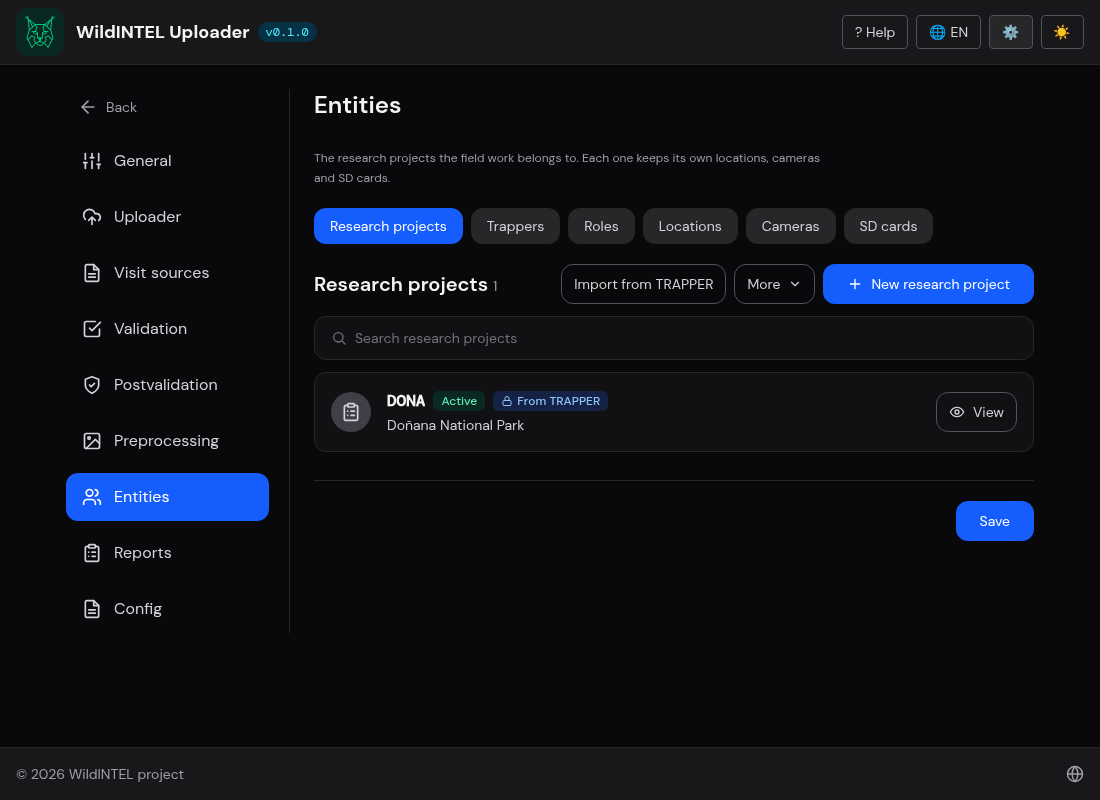 WildINTEL Uploader v0.1.0
? Help
EN
Back
General
Uploader
Visit sources
Validation
Postvalidation
Preprocessing
Entities
Reports
Config
Entities
The research projects the field work belongs to. Each one keeps its own locations, cameras
and SD cards.
Research projects
Trappers
Roles
Locations
Cameras
SD cards
Research projects 1
Import from TRAPPER
More
New research project
Search research projects
DONA
Active
From TRAPPER
Doñana National Park
View
Save
© 2026 WildINTEL project